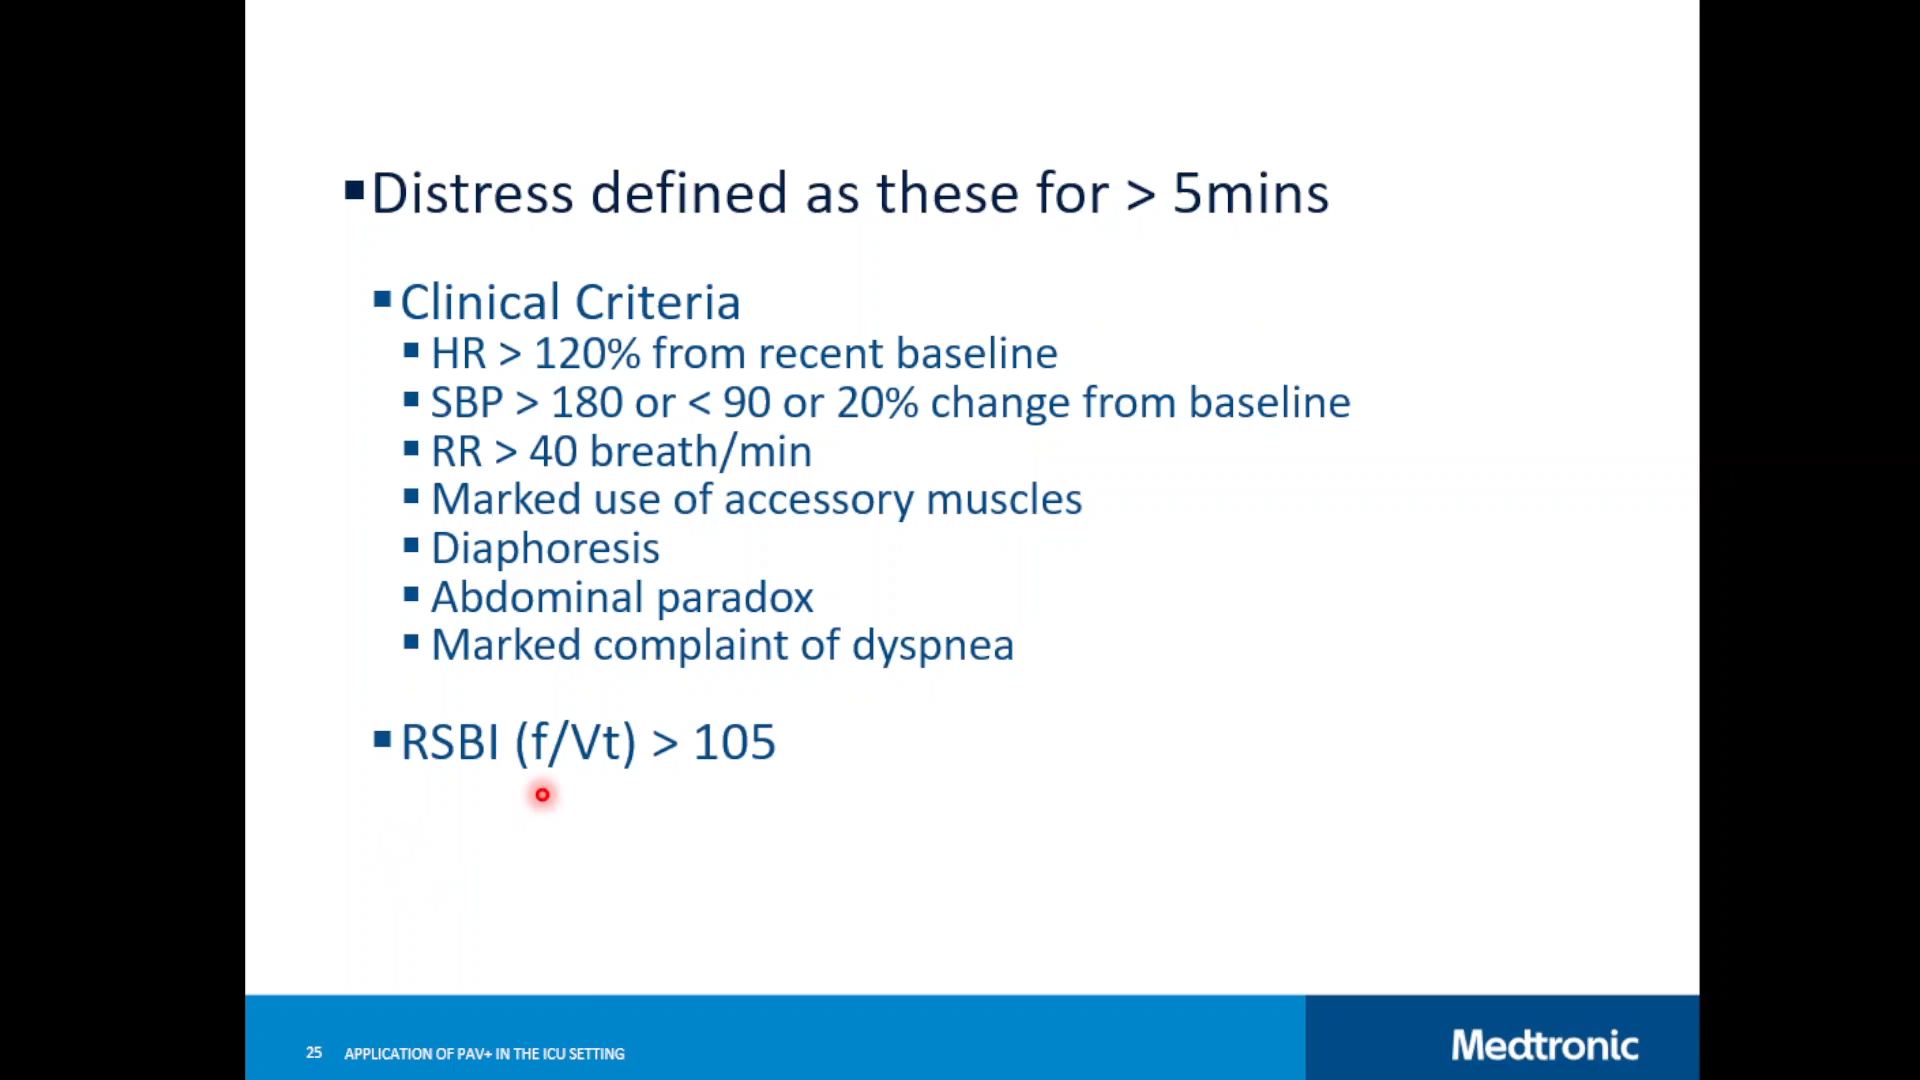 Distress defined as these for > 5mins
Clinical Criteria
HR > 120% from recent baseline
SBP > 180 or < 90 or 20% change from baseline
RR > 40 breath/min
Marked use of accessory muscles
Diaphoresis
Abdominal paradox
Marked complaint of dyspnea
RSBI (f/Vt) > 105
25 APPLICATION OF PAV+ IN THE ICU SETTING
Medtronic